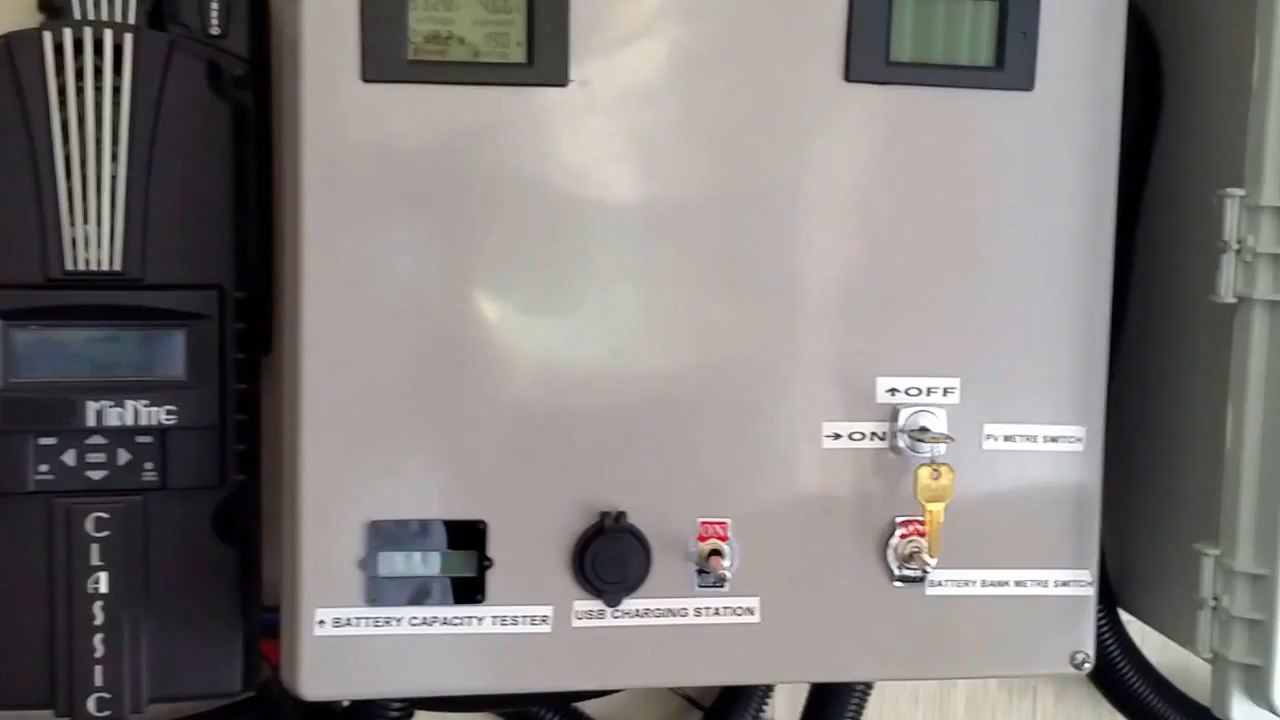 MIDNITE
CLASSIC
↑OFF
→ON
PV METRE SWITCH
ON
ON
BATTERY BANK METRE SWITCH
↑ BATTERY CAPACITY TESTER
USB CHARGING STATION